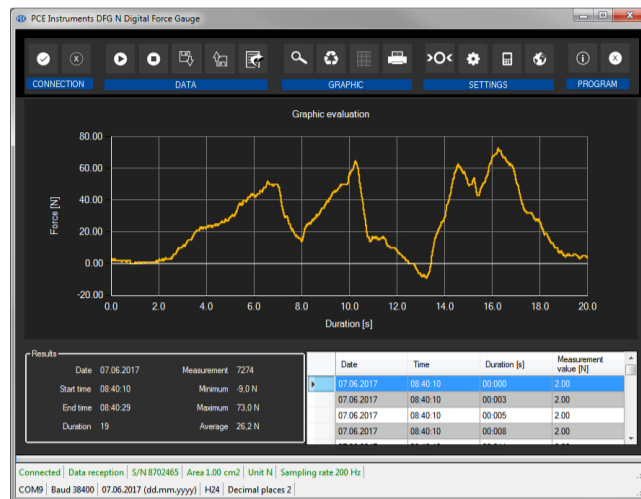 PCE Instruments DFG N Digital Force Gauge
>O<
CONNECTION DATA GRAPHIC SETTINGS PROGRAM
Graphic evaluation
80.00
60.00
40.00
20.00
0.00
-20.00
Force [N]
0.0 2.0 4.0 6.0 8.0 10.0 12.0 14.0 16.0 18.0 20.0
Duration [s]
Results
Date 07.06.2017 Measurement 7274
Start time 08:40:10 Minimum -9,0 N
End time 08:40:29 Maximum 73,0 N
Duration 19 Average 26,2 N
Date Time Duration [s] Measurement value [N]
07.06.2017 08:40:10 00:000 2.00
07.06.2017 08:40:10 00:003 2.00
07.06.2017 08:40:10 00:005 2.00
07.06.2017 08:40:10 00:008 2.00
Connected Data reception S/N 8702465 Area 1.00 cm2 Unit N Sampling rate 200 Hz
COM9 Baud 38400 07.06.2017 (dd.mm.yyyy) H24 Decimal places 2